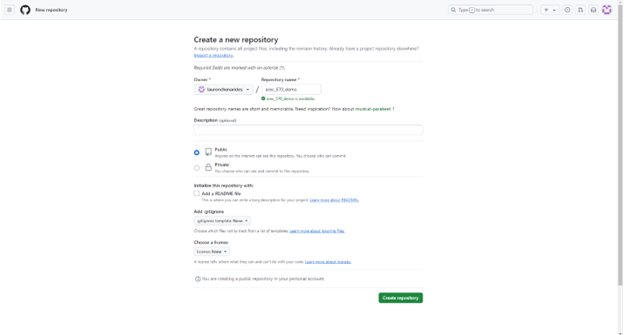 New repository
Type / to search
Create a new repository
A repository contains all project files, including the revision history. Already have a project repository elsewhere?
Import a repository.
Required fields are marked with an asterisk (*).
Owner * Repository name *
/
is available.
Great repository names are short and memorable. Need inspiration? How about musical-parakeet ?
Description (optional)
Public
Anyone on the internet can see this repository. You choose who can commit.
Private
You choose who can see and commit to this repository.
Initialize this repository with:
Add a README file
This is where you can write a long description for your project. Learn more about READMEs.
Add .gitignore
.gitignore template: None
Choose which files not to track from a list of templates. Learn more about ignoring files.
Choose a license
License: None
A license tells others what they can and can't do with your code. Learn more about licenses.
You are creating a public repository in your personal account.
Create repository